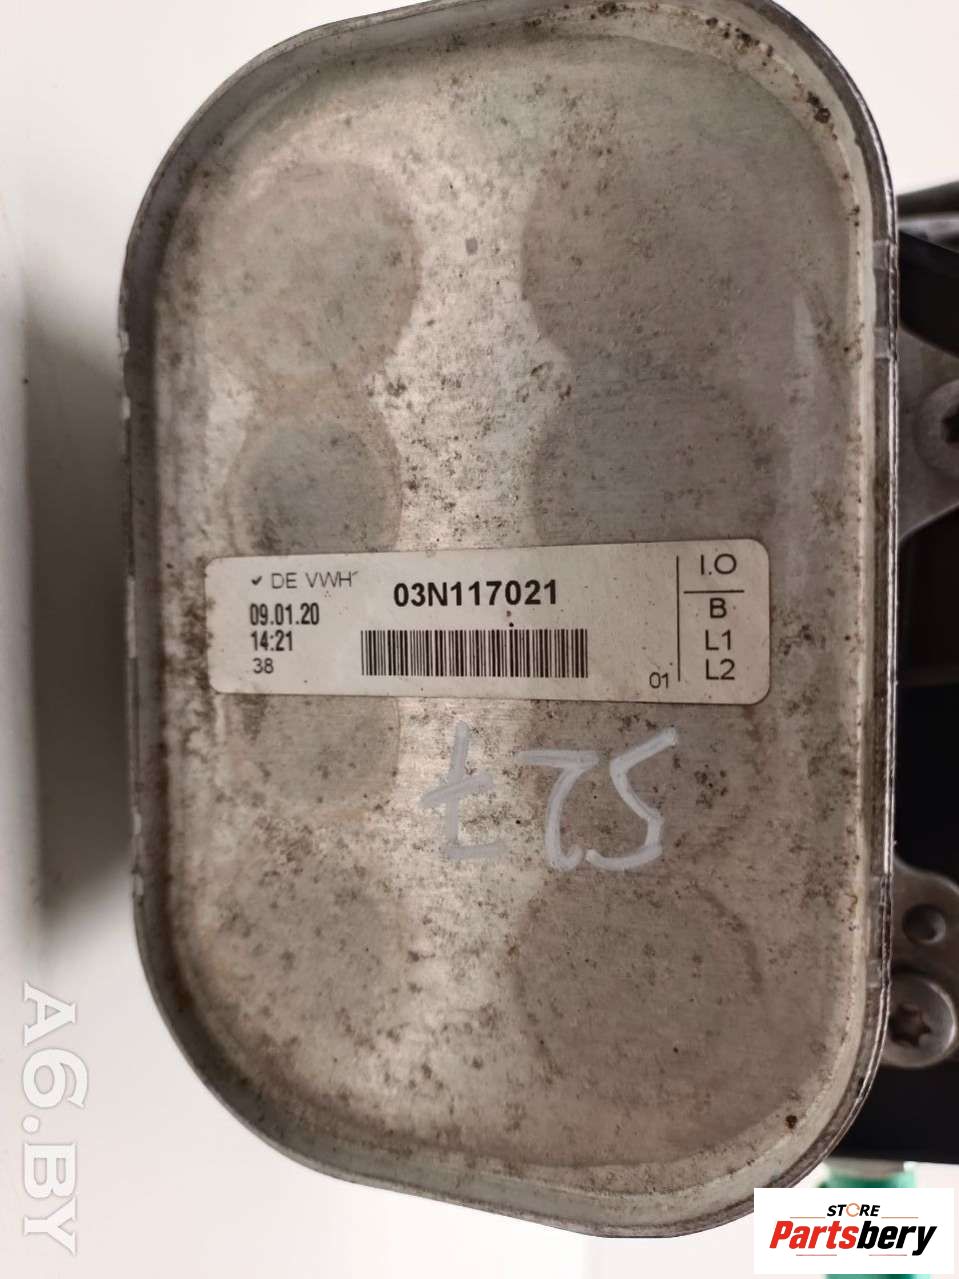 ✓ DE VWH
03N117021
09.01.20
14:21
38
01
I.O
B
L1
L2
527
A6.BY
STORE
Partsbery